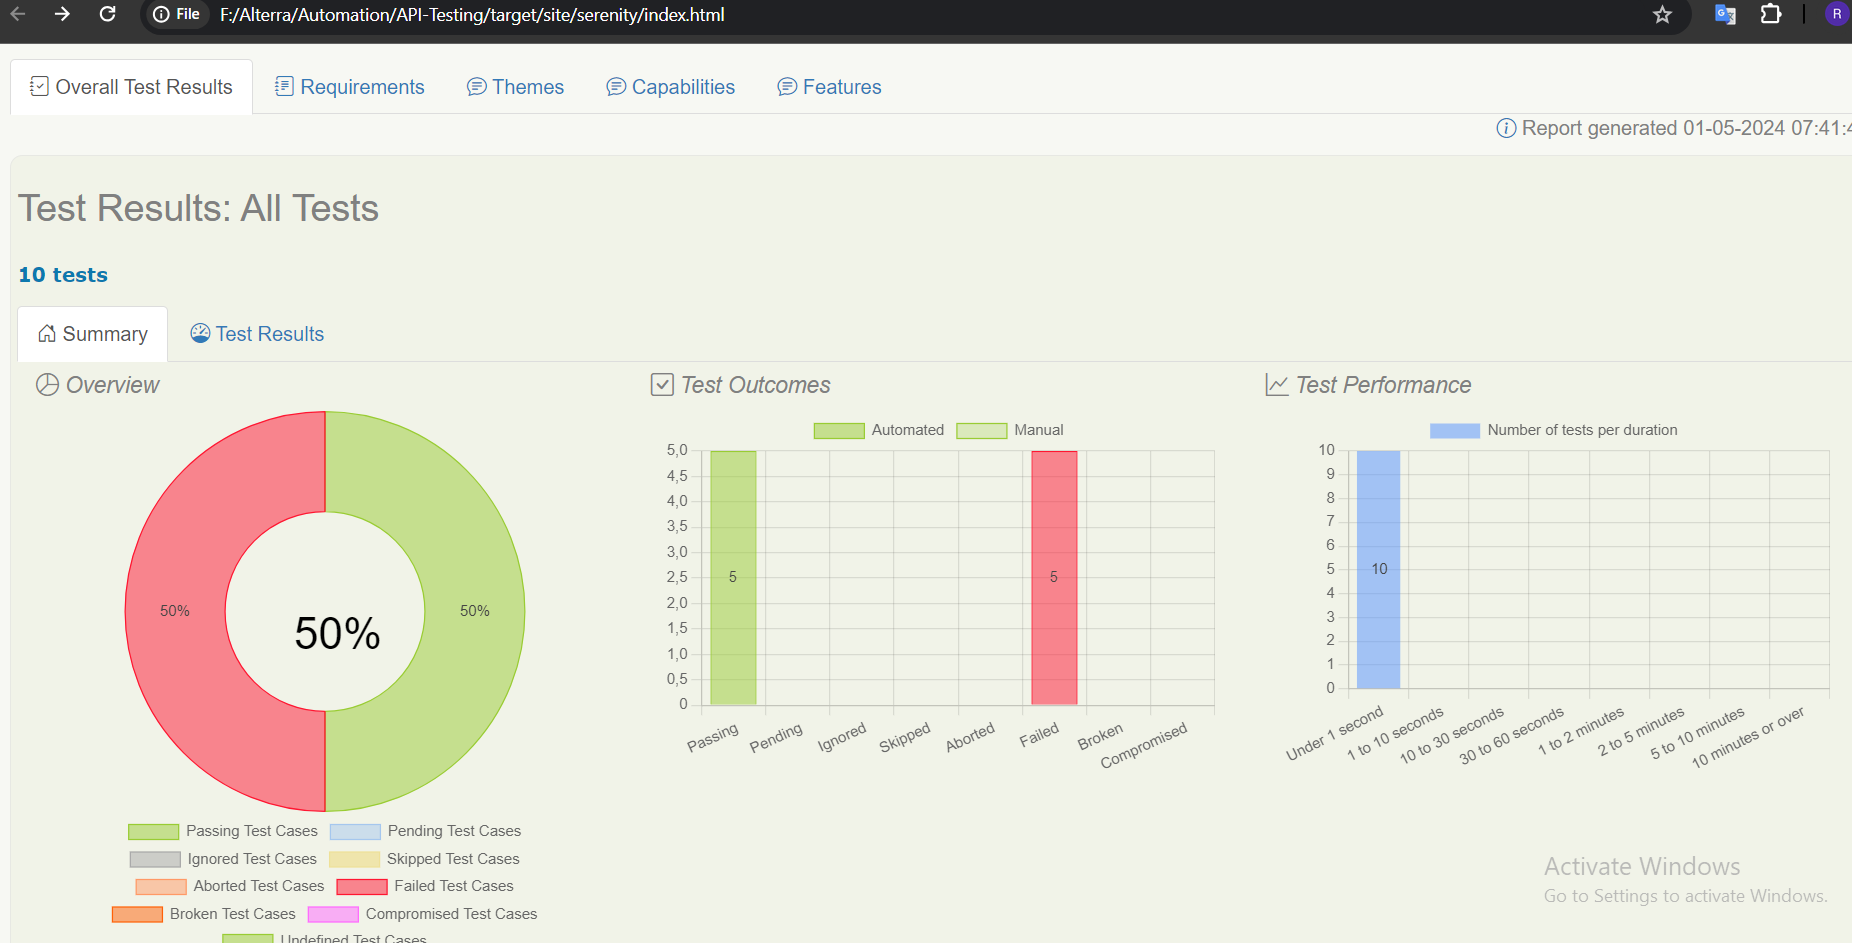 File F:/Alterra/Automation/API-Testing/target/site/serenity/index.html R
Overall Test Results Requirements Themes Capabilities Features
Report generated 01-05-2024 07:41:4
Test Results: All Tests
10 tests
Summary Test Results
Overview
50%
50%
50%
Passing Test Cases Pending Test Cases
Ignored Test Cases Skipped Test Cases
Aborted Test Cases Failed Test Cases
Broken Test Cases Compromised Test Cases
Undefined Test Cases
Test Outcomes
Automated Manual
5,0
4,5
4,0
3,5
3,0
2,5
2,0
1,5
1,0
0,5
0
5
5
Passing
Pending
Ignored
Skipped
Aborted
Failed
Broken
Compromised
Test Performance
Number of tests per duration
10
9
8
7
6
5
4
3
2
1
0
10
Under 1 second
1 to 10 seconds
10 to 30 seconds
30 to 60 seconds
1 to 2 minutes
2 to 5 minutes
5 to 10 minutes
10 minutes or over
Activate Windows
Go to Settings to activate Windows.